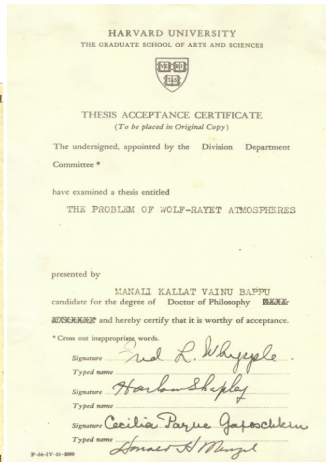 HARVARD UNIVERSITY
THE GRADUATE SCHOOL OF ARTS AND SCIENCES
THESIS ACCEPTANCE CERTIFICATE
(To be placed in Original Copy)
The undersigned, appointed by the Division Department
Committee *
have examined a thesis entitled
THE PROBLEM OF WOLF-RAYET ATMOSPHERES
presented by
MANALI KALLAT VAINU BAPPU
candidate for the degree of Doctor of Philosophy
and hereby certify that it is worthy of acceptance.
* Cross out inappropriate words.
Signature Fred L. Whipple
Typed name
Signature Harlow Shapley
Typed name
Signature Cecilia Payne Gaposchkin
Typed name
Donald H Menzel